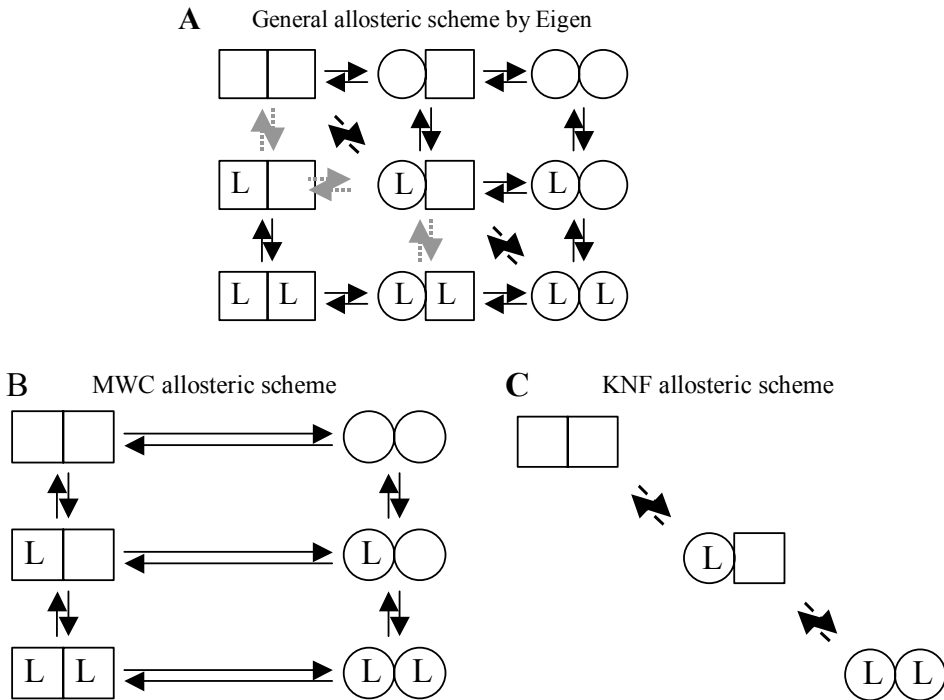 A General allosteric scheme by Eigen
L L L
L L L L L L
B MWC allosteric scheme
C KNF allosteric scheme
L L
L
L L L L
L L